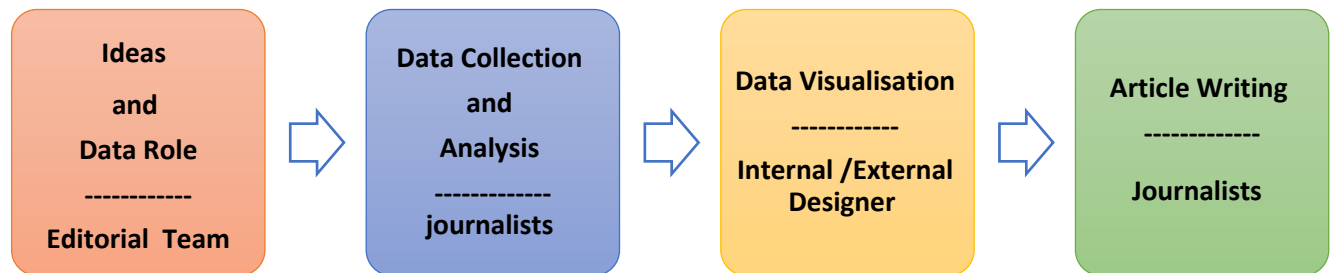 Ideas
and
Data Role
------------
Editorial Team
Data Collection
and
Analysis
-------------
journalists
Data Visualisation
------------
Internal /External
Designer
Article Writing
-------------
Journalists